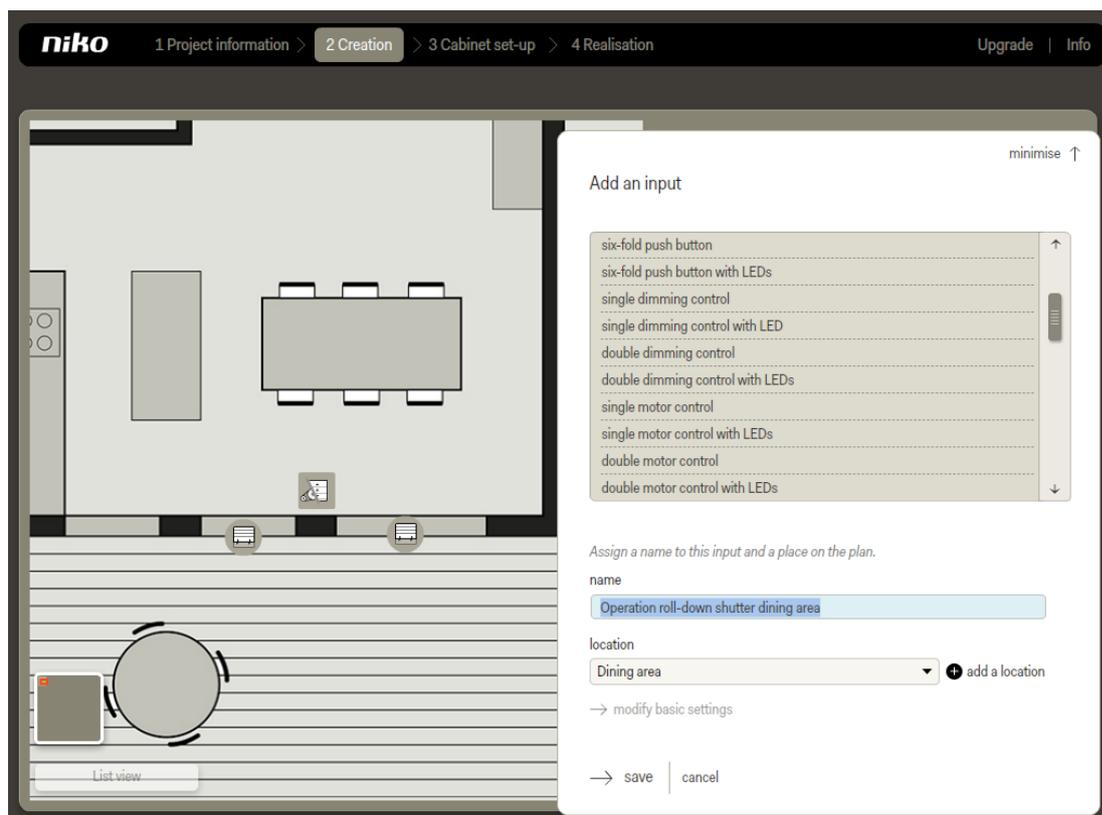 niko 1 Project information 2 Creation 3 Cabinet set-up 4 Realisation Upgrade | Info
minimise
Add an input
six-fold push button
six-fold push button with LEDs
single dimming control
single dimming control with LED
double dimming control
double dimming control with LEDs
single motor control
single motor control with LEDs
double motor control
double motor control with LEDs
Assign a name to this input and a place on the plan.
name
Operation roll-down shutter dining area
location
Dining area add a location
modify basic settings
save cancel
List view